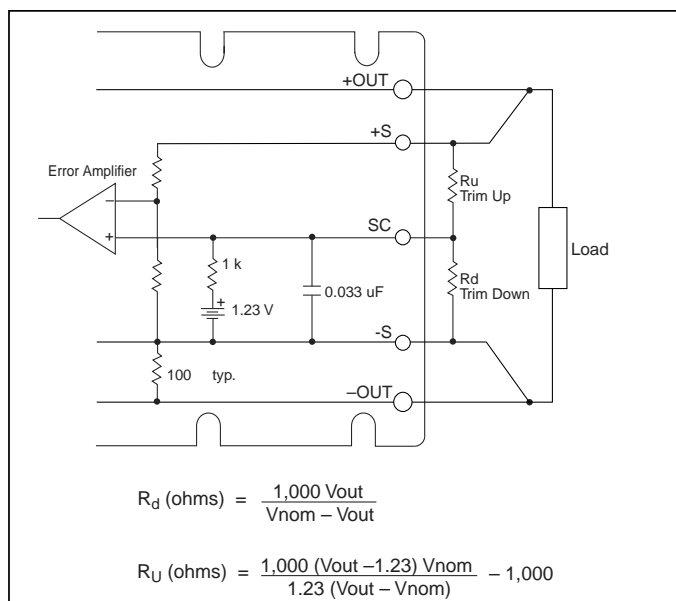 +OUT
+S
Error Amplifier
–
+
Ru
Trim Up
SC
Load
1 k
+
1.23 V
0.033 uF
Rd
Trim Down
-S
100 typ.
–OUT
Rd (ohms) = 1,000 Vout
Vnom – Vout
RU (ohms) = 1,000 (Vout –1.23) Vnom – 1,000
1.23 (Vout – Vnom)